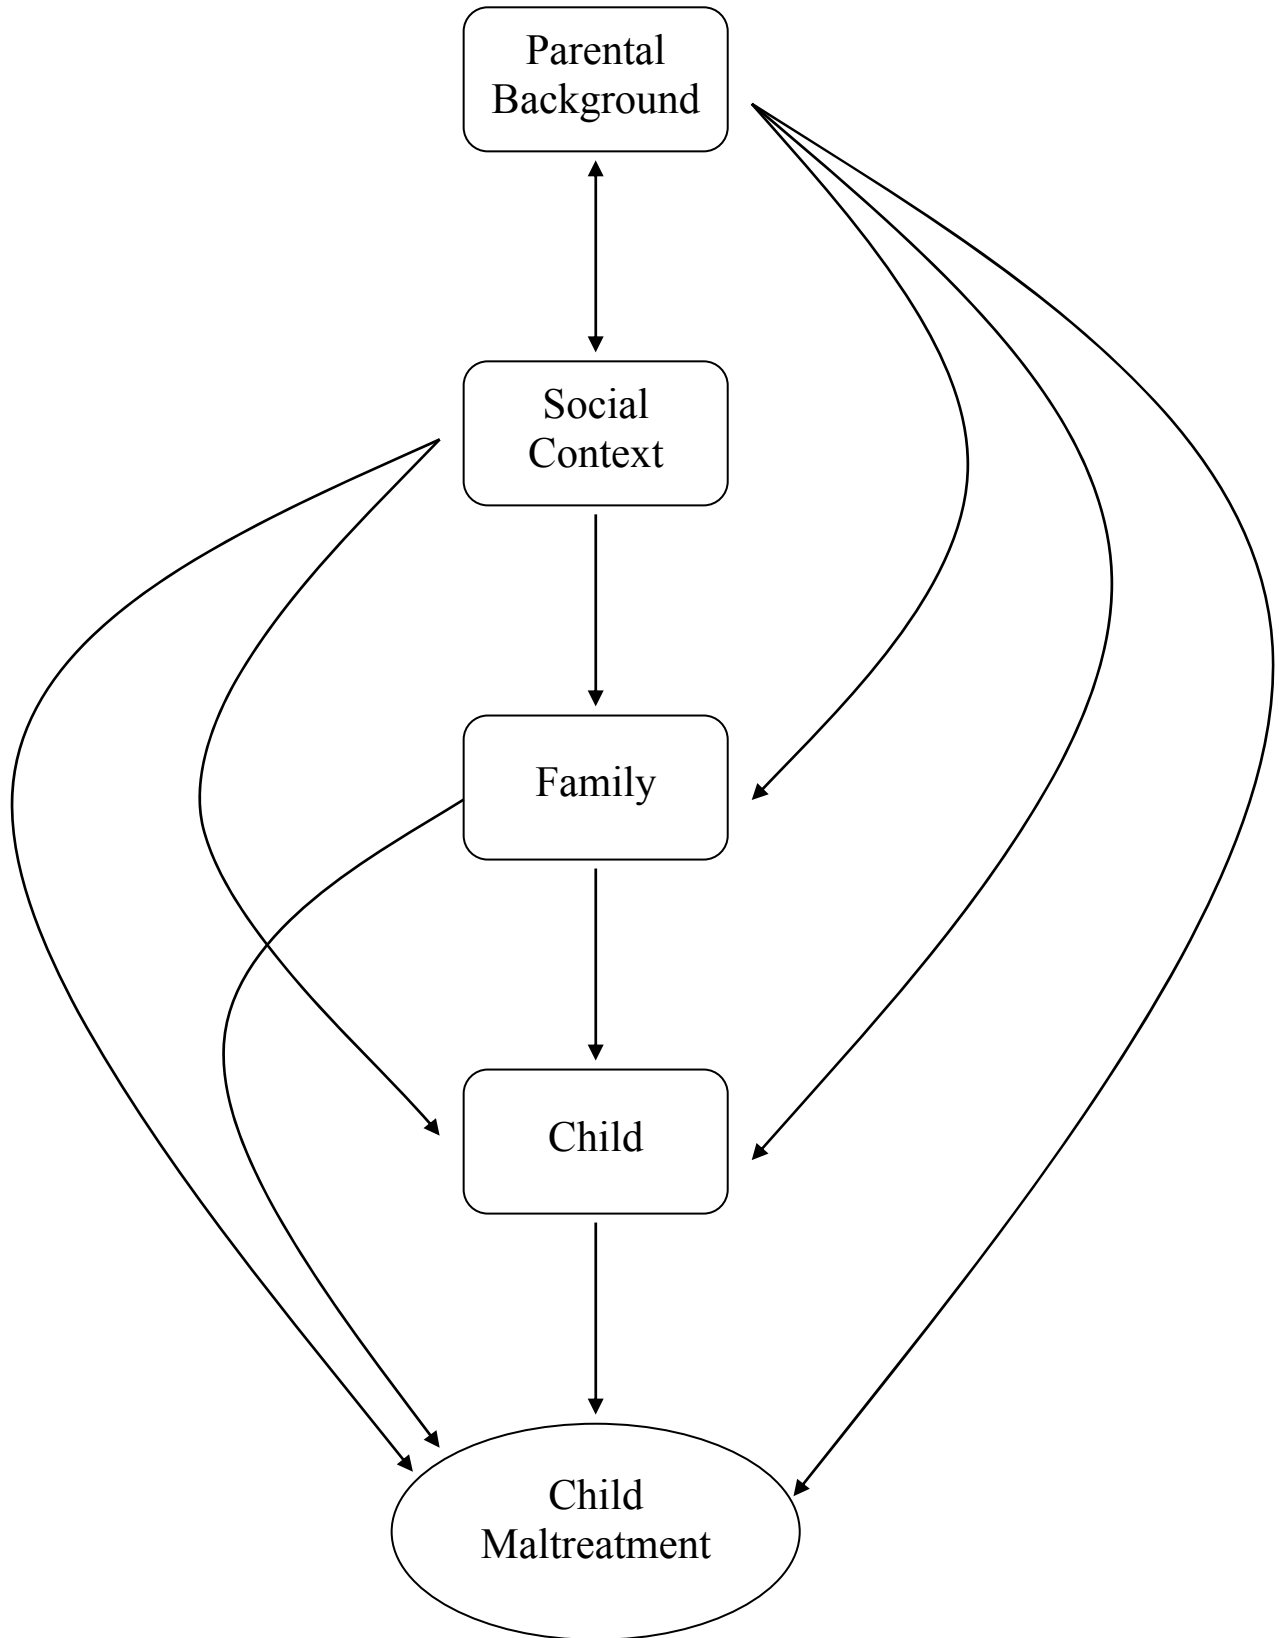 Parental
Background
Social
Context
Family
Child
Child
Maltreatment